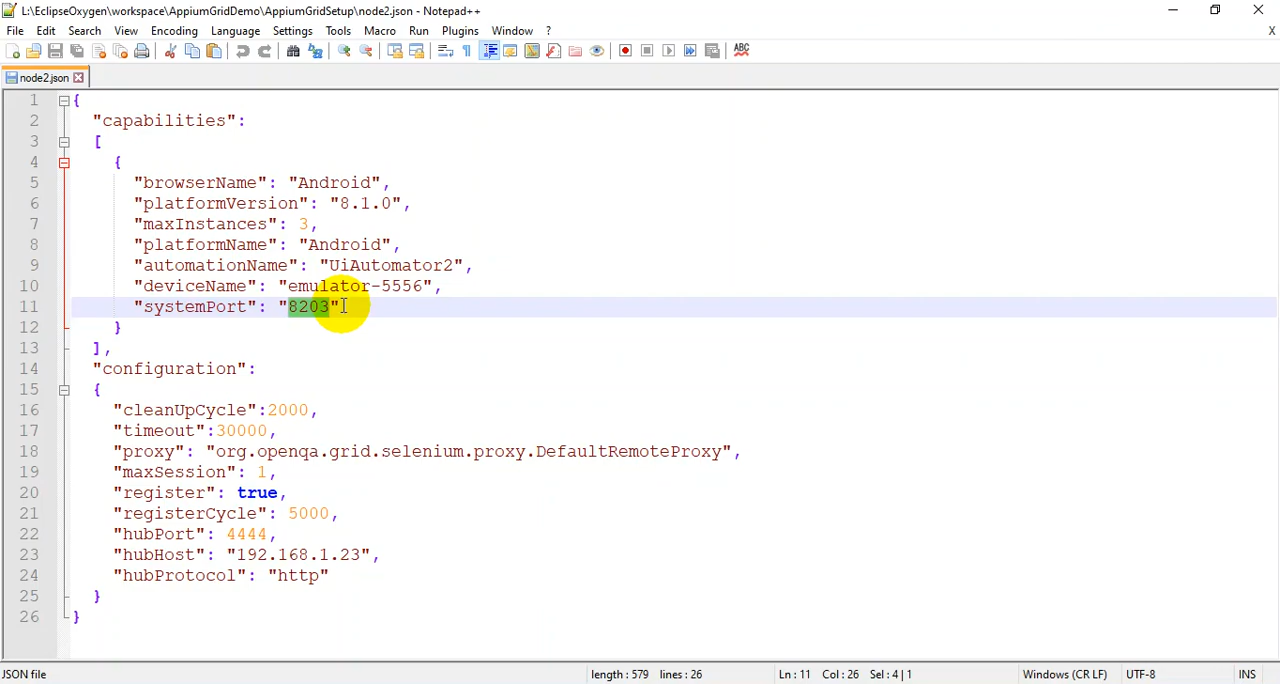 L:\EclipseOxygen\workspace\AppiumGridDemo\AppiumGridSetup\node2.json - Notepad++
File Edit Search View Encoding Language Settings Tools Macro Run Plugins Window ? X
node2.json
1 {
2 "capabilities":
3 [
4 {
5 "browserName": "Android",
6 "platformVersion": "8.1.0",
7 "maxInstances": 3,
8 "platformName": "Android",
9 "automationName": "UiAutomator2",
10 "deviceName": "emulator-5556",
11 "systemPort": "8203"
12 }
13 ],
14 "configuration":
15 {
16 "cleanUpCycle":2000,
17 "timeout":30000,
18 "proxy": "org.openqa.grid.selenium.proxy.DefaultRemoteProxy",
19 "maxSession": 1,
20 "register": true,
21 "registerCycle": 5000,
22 "hubPort": 4444,
23 "hubHost": "192.168.1.23",
24 "hubProtocol": "http"
25 }
26 }
JSON file length : 579 lines : 26 Ln : 11 Col : 26 Sel : 4 | 1 Windows (CR LF) UTF-8 INS